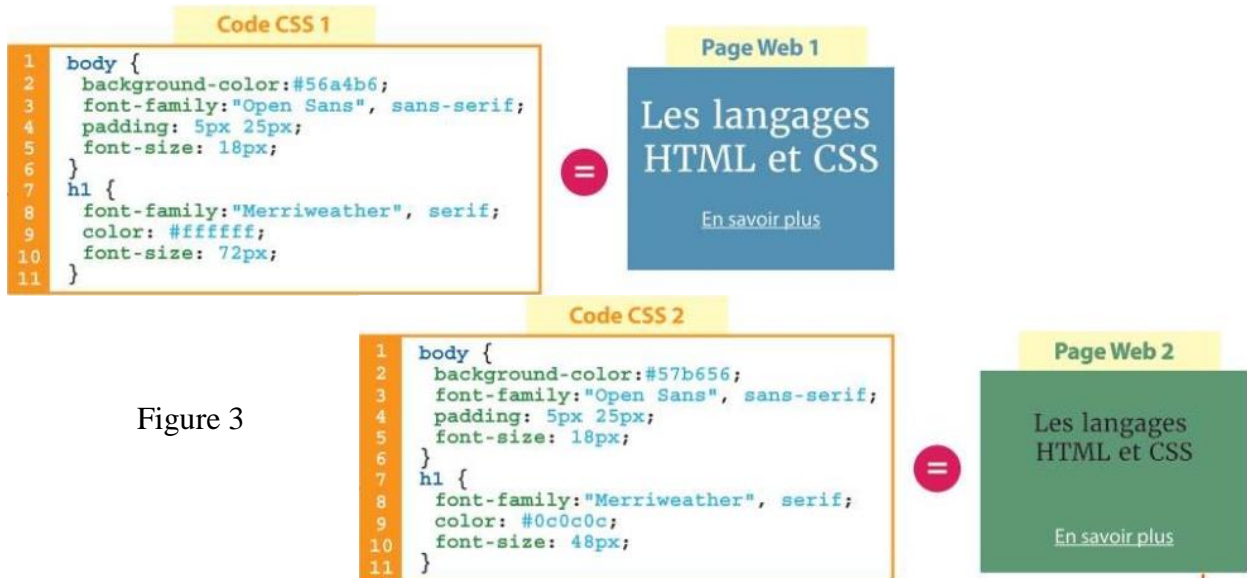 Code CSS 1
1 body {
2 background-color:#56a4b6;
3 font-family:"Open Sans", sans-serif;
4 padding: 5px 25px;
5 font-size: 18px;
6 }
7 h1 {
8 font-family:"Merriweather", serif;
9 color: #ffffff;
10 font-size: 72px;
11 }
=
Page Web 1
Les langages
HTML et CSS
En savoir plus
Figure 3
Code CSS 2
1 body {
2 background-color:#57b656;
3 font-family:"Open Sans", sans-serif;
4 padding: 5px 25px;
5 font-size: 18px;
6 }
7 h1 {
8 font-family:"Merriweather", serif;
9 color: #0c0c0c;
10 font-size: 48px;
11 }
=
Page Web 2
Les langages
HTML et CSS
En savoir plus